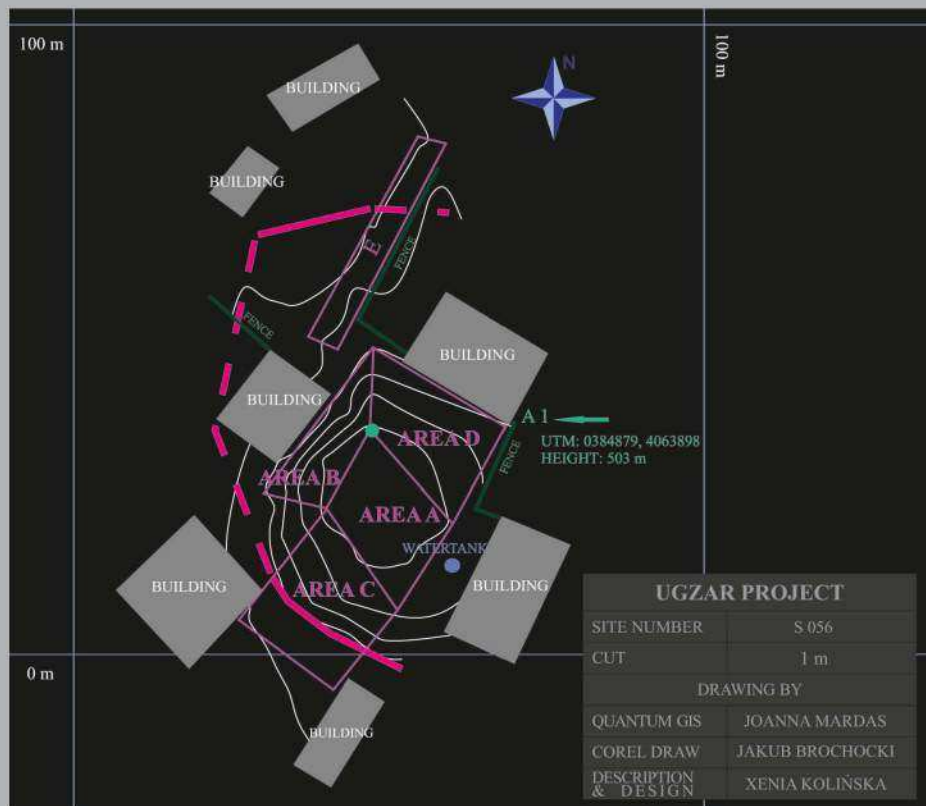 100 m
100 m
N
BUILDING
BUILDING
E
FENCE
FENCE
BUILDING
BUILDING
A 1
UTM: 0384879, 4063898
HEIGHT: 503 m
AREA D
FENCE
AREA B
AREA A
WATERTANK
BUILDING
AREA C
BUILDING
0 m
BUILDING
UGZAR PROJECT
SITE NUMBER S 056
CUT 1 m
DRAWING BY
QUANTUM GIS JOANNA MARDAS
COREL DRAW JAKUB BROCHOCKI
DESCRIPTION
& DESIGN XENIA KOLIŃSKA